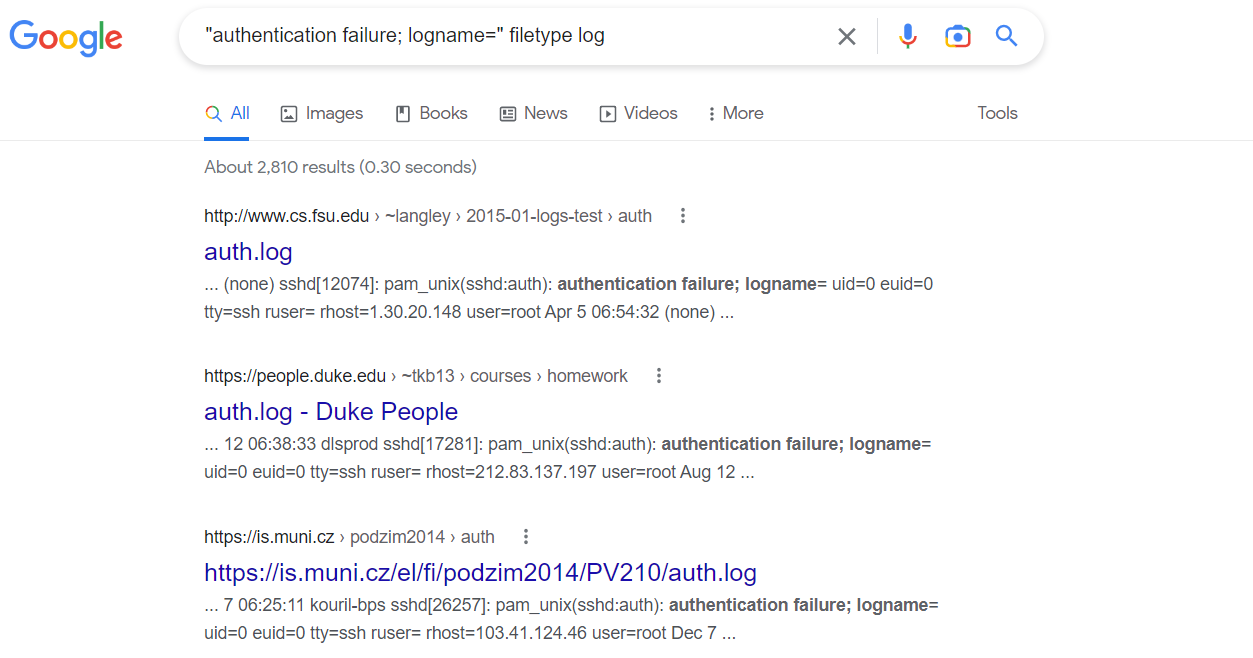 Google
"authentication failure; logname=" filetype log
All Images Books News Videos More Tools
About 2,810 results (0.30 seconds)
http://www.cs.fsu.edu › ~langley › 2015-01-logs-test › auth
auth.log
... (none) sshd[12074]: pam_unix(sshd:auth): authentication failure; logname= uid=0 euid=0
tty=ssh ruser= rhost=1.30.20.148 user=root Apr 5 06:54:32 (none) ...
https://people.duke.edu › ~tkb13 › courses › homework
auth.log - Duke People
... 12 06:38:33 dlsprod sshd[17281]: pam_unix(sshd:auth): authentication failure; logname=
uid=0 euid=0 tty=ssh ruser= rhost=212.83.137.197 user=root Aug 12 ...
https://is.muni.cz › podzim2014 › auth
https://is.muni.cz/el/fi/podzim2014/PV210/auth.log
... 7 06:25:11 kouril-bps sshd[26257]: pam_unix(sshd:auth): authentication failure; logname=
uid=0 euid=0 tty=ssh ruser= rhost=103.41.124.46 user=root Dec 7 ...